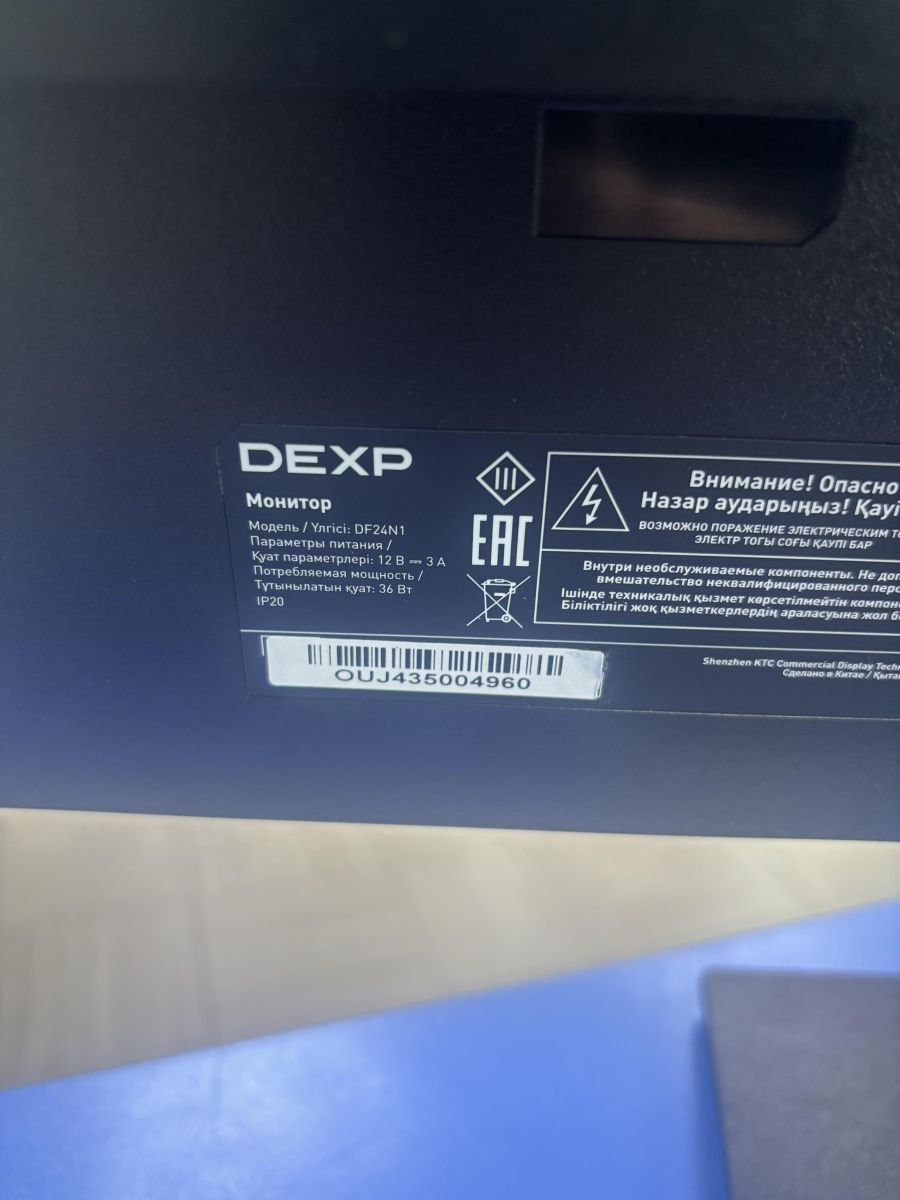 DEXP
Монитор
Модель / Үлгісі: DF24N1
Параметры питания /
Қуат параметрлері: 12 В ⎓ 3 А
Потребляемая мощность /
Тұтынылатын қуат: 36 Вт
IP20
EAC
Внимание! Опасно
Назар аударыңыз! Қауі
ВОЗМОЖНО ПОРАЖЕНИЕ ЭЛЕКТРИЧЕСКИМ ТО
ЭЛЕКТР ТОГЫ СОҒЫ ҚАУПІ БАР
Внутри необслуживаемые компоненты. Не доп
вмешательство неквалифицированного перс
Ішінде техникалық қызмет көрсетілмейтін компоне
Біліктілігі жоқ қызметкерлердің араласуына жол б
OUJ435004960
Shenzhen KTC Commercial Display Techn
Сделано в Китае / Қыта